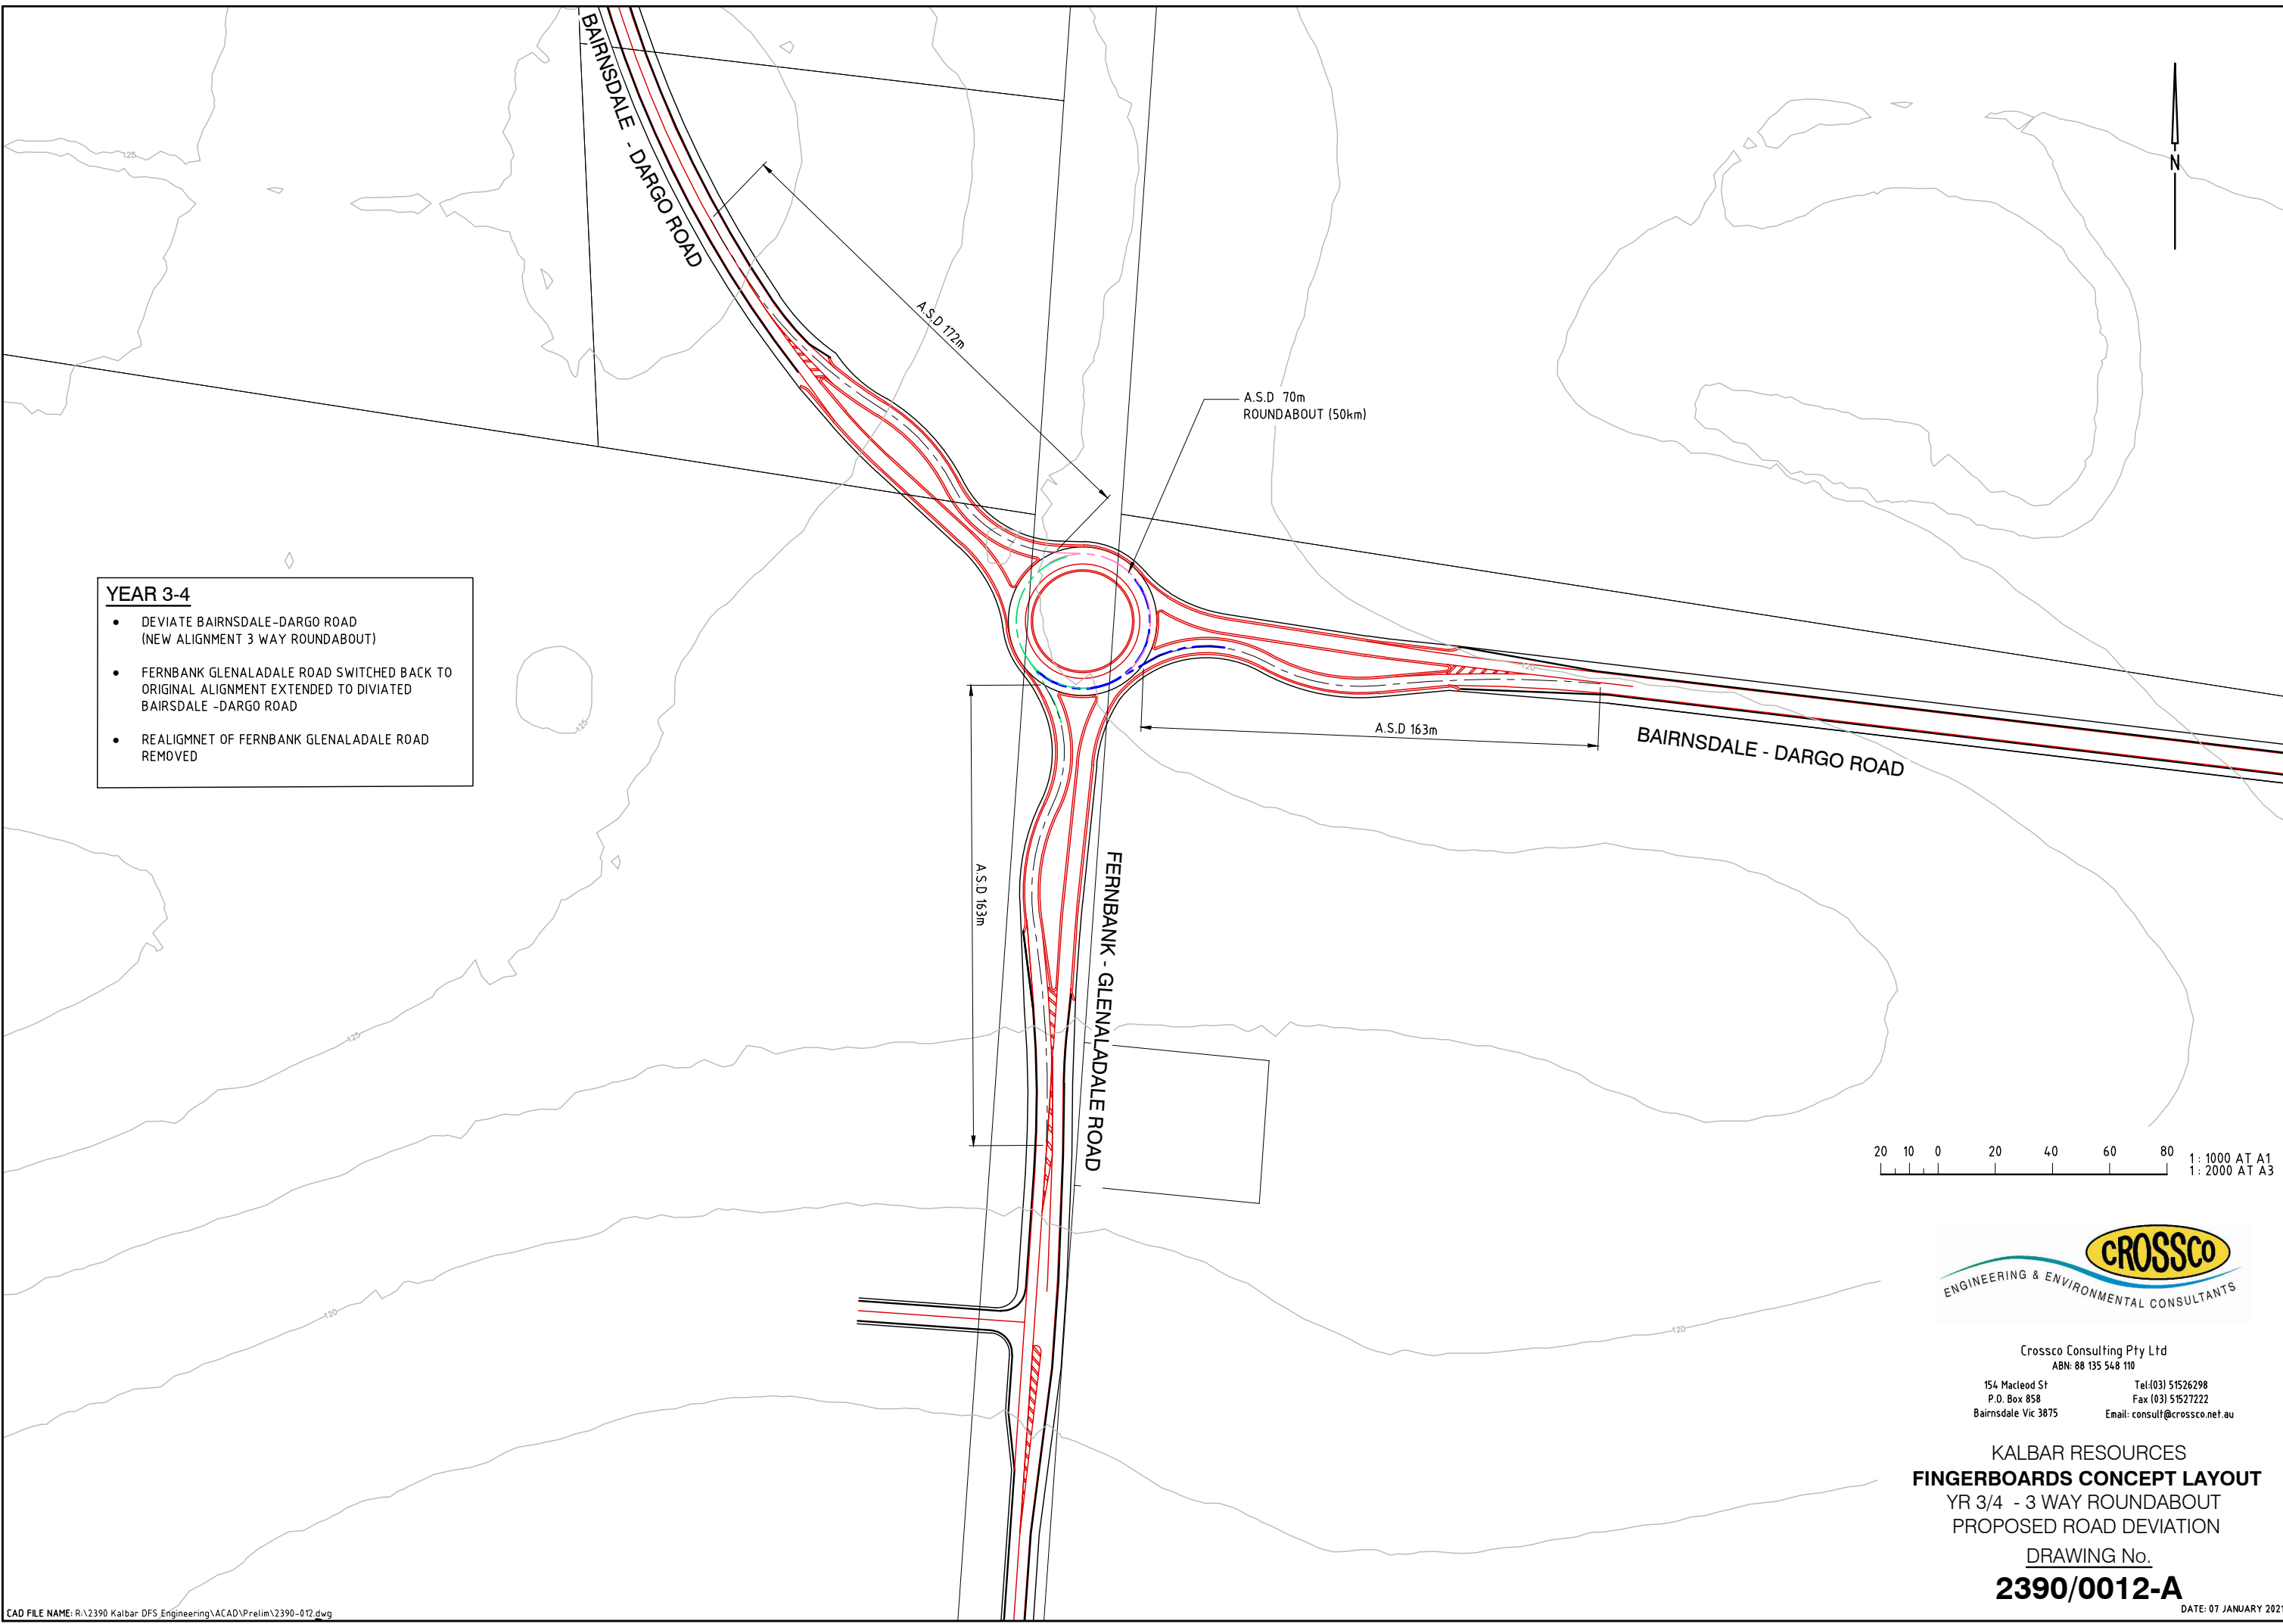 BAIRNSDALE - DARGO ROAD
125
N
A.S.D 172m
A.S.D 70m
ROUNDABOUT (50km)
YEAR 3-4
• DEVIATE BAIRNSDALE-DARGO ROAD
(NEW ALIGNMENT 3 WAY ROUNDABOUT)
• FERNBANK GLENALADALE ROAD SWITCHED BACK TO
ORIGINAL ALIGNMENT EXTENDED TO DIVIATED
BAIRSDALE -DARGO ROAD
• REALIGMNET OF FERNBANK GLENALADALE ROAD
REMOVED
125
120
A.S.D 163m
BAIRNSDALE - DARGO ROAD
A.S.D 163m
FERNBANK - GLENALADALE ROAD
125
120
120
20 10 0 20 40 60 80
1 : 1000 AT A1
1 : 2000 AT A3
CROSSCO
ENGINEERING & ENVIRONMENTAL CONSULTANTS
Crossco Consulting Pty Ltd
ABN: 88 135 548 110
154 Macleod St
P.O. Box 858
Bairnsdale Vic 3875
Tel:(03) 51526298
Fax (03) 51527222
Email: consult@crossco.net.au
KALBAR RESOURCES
FINGERBOARDS CONCEPT LAYOUT
YR 3/4 - 3 WAY ROUNDABOUT
PROPOSED ROAD DEVIATION
DRAWING No.
2390/0012-A
DATE: 07 JANUARY 2021
CAD FILE NAME: R:\2390 Kalbar DFS Engineering\ACAD\Prelim\2390-012.dwg